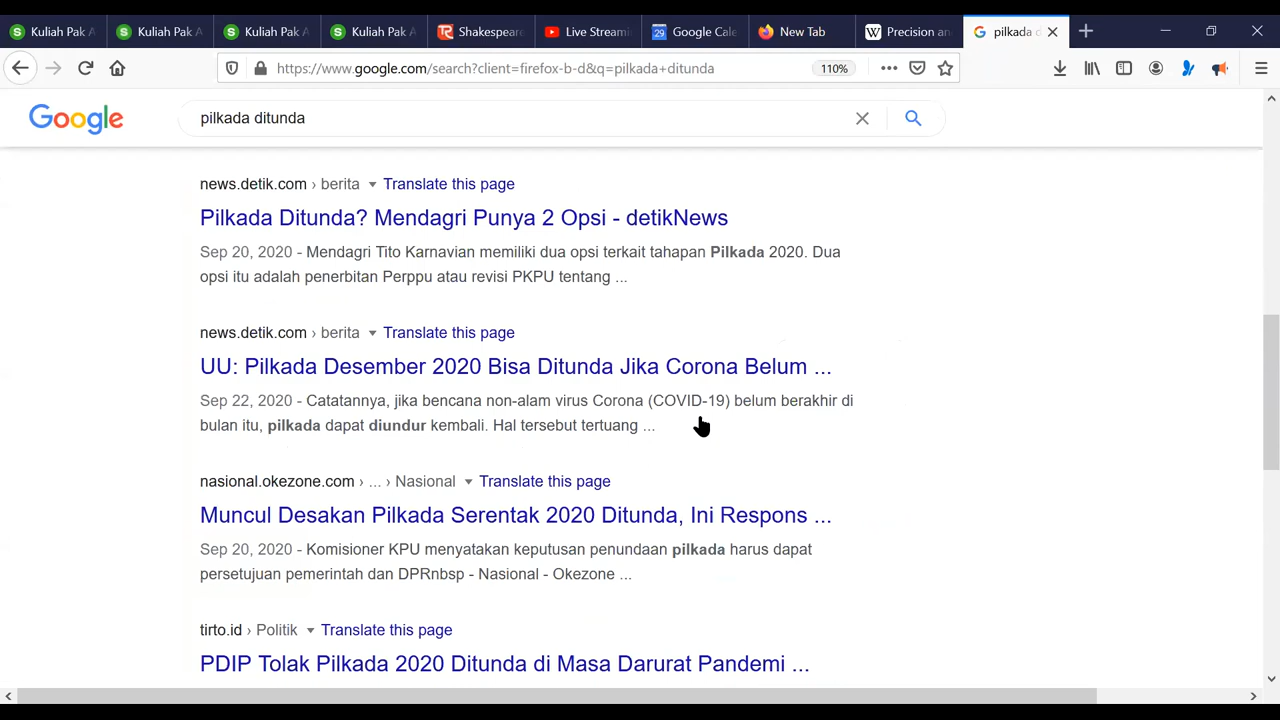 Kuliah Pak A
Kuliah Pak A
Kuliah Pak A
Kuliah Pak A
Shakespeare
Live Streami
Google Cale
New Tab
Precision an
pilkada d
https://www.google.com/search?client=firefox-b-d&q=pilkada+ditunda
110%
Google
pilkada ditunda
news.detik.com › berita Translate this page
Pilkada Ditunda? Mendagri Punya 2 Opsi - detikNews
Sep 20, 2020 - Mendagri Tito Karnavian memiliki dua opsi terkait tahapan Pilkada 2020. Dua
opsi itu adalah penerbitan Perppu atau revisi PKPU tentang ...
news.detik.com › berita Translate this page
UU: Pilkada Desember 2020 Bisa Ditunda Jika Corona Belum ...
Sep 22, 2020 - Catatannya, jika bencana non-alam virus Corona (COVID-19) belum berakhir di
bulan itu, pilkada dapat diundur kembali. Hal tersebut tertuang ...
nasional.okezone.com › ... › Nasional Translate this page
Muncul Desakan Pilkada Serentak 2020 Ditunda, Ini Respons ...
Sep 20, 2020 - Komisioner KPU menyatakan keputusan penundaan pilkada harus dapat
persetujuan pemerintah dan DPRnbsp - Nasional - Okezone ...
tirto.id › Politik Translate this page
PDIP Tolak Pilkada 2020 Ditunda di Masa Darurat Pandemi ...